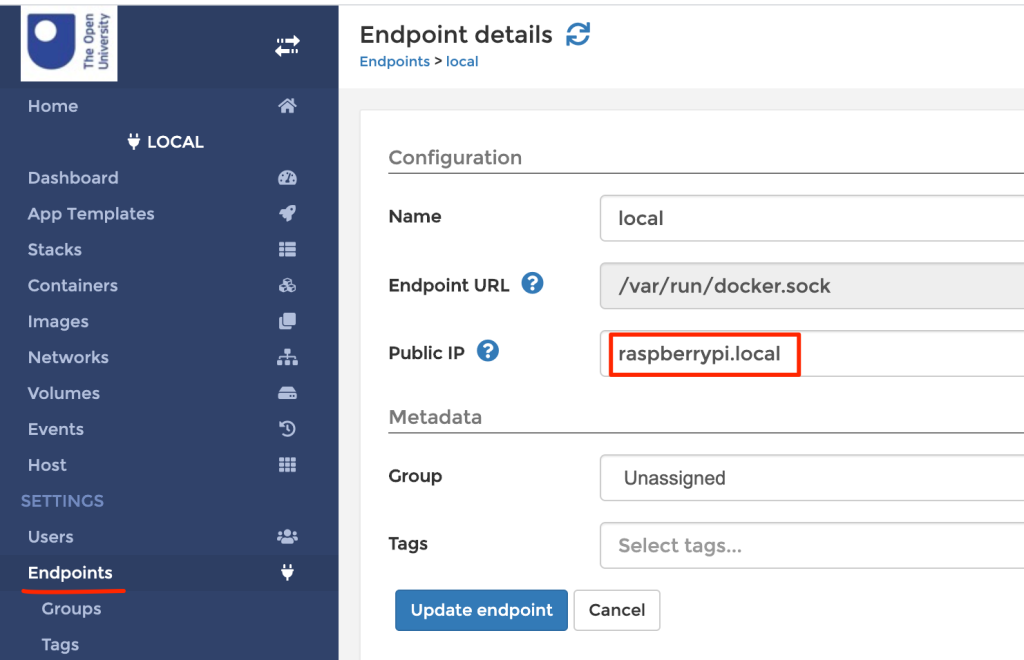 The Open
University
Home
LOCAL
Dashboard
App Templates
Stacks
Containers
Images
Networks
Volumes
Events
Host
SETTINGS
Users
Endpoints
Groups
Tags
Endpoint details
Endpoints > local
Configuration
Name
local
Endpoint URL ?
/var/run/docker.sock
Public IP ?
raspberrypi.local
Metadata
Group
Unassigned
Tags
Select tags...
Update endpoint
Cancel